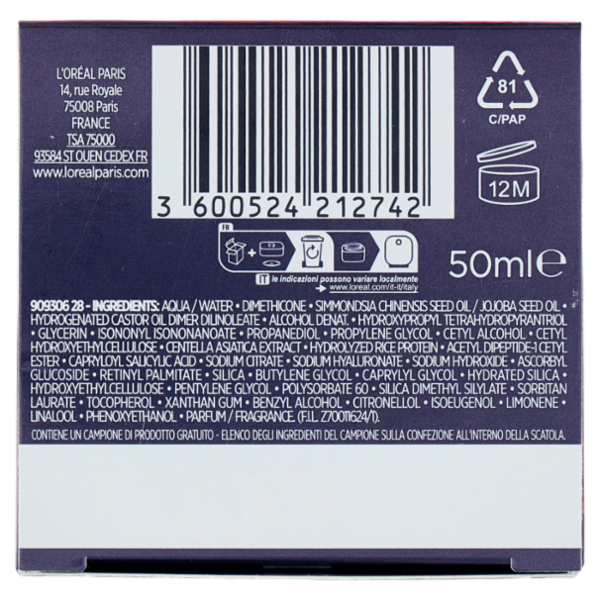 L'ORÉAL PARIS
14, rue Royale
75008 Paris
FRANCE
TSA 75000
93584 ST OUEN CEDEX FR
www.lorealparis.com
3 600524 212742
81
C/PAP
12M
FR
+
IT le indicazioni possono variare localmente
www.loreal.com/it-it/italy
50ml℮
909306 28 - INGREDIENTS: AQUA / WATER • DIMETHICONE • SIMMONDSIA CHINENSIS SEED OIL / JOJOBA SEED OIL •
HYDROGENATED CASTOR OIL DIMER DILINOLEATE • ALCOHOL DENAT. • HYDROXYPROPYL TETRAHYDROPYRANTRIOL
• GLYCERIN • ISONONYL ISONONANOATE • PROPANEDIOL • PROPYLENE GLYCOL • CETYL ALCOHOL • CETYL
HYDROXYETHYLCELLULOSE • CENTELLA ASIATICA EXTRACT • HYDROLYZED RICE PROTEIN • ACETYL DIPEPTIDE-1 CETYL
ESTER • CAPRYLOYL SALICYLIC ACID • SODIUM CITRATE • SODIUM HYALURONATE • SODIUM HYDROXIDE • ASCORBYL
GLUCOSIDE • RETINYL PALMITATE • SILICA • BUTYLENE GLYCOL • CAPRYLYL GLYCOL • HYDRATED SILICA •
HYDROXYETHYLCELLULOSE • PENTYLENE GLYCOL • POLYSORBATE 60 • SILICA DIMETHYL SILYLATE • SORBITAN
LAURATE • TOCOPHEROL • XANTHAN GUM • BENZYL ALCOHOL • CITRONELLOL • ISOEUGENOL • LIMONENE •
LINALOOL • PHENOXYETHANOL • PARFUM / FRAGRANCE. (F.I.L. Z70011624/1).
CONTIENE UN CAMPIONE DI PRODOTTO GRATUITO - ELENCO DEGLI INGREDIENTI DEL CAMPIONE SULLA CONFEZIONE ALL'INTERNO DELLA SCATOLA.